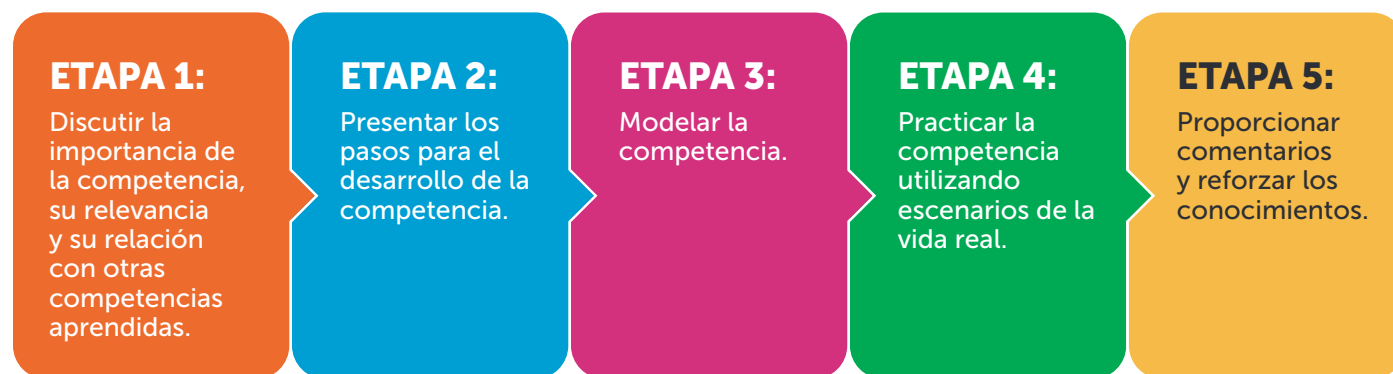 ETAPA 1:
Discutir la
importancia de
la competencia,
su relevancia
y su relación
con otras
competencias
aprendidas.
ETAPA 2:
Presentar los
pasos para el
desarrollo de la
competencia.
ETAPA 3:
Modelar la
competencia.
ETAPA 4:
Practicar la
competencia
utilizando
escenarios de la
vida real.
ETAPA 5:
Proporcionar
comentarios
y reforzar los
conocimientos.